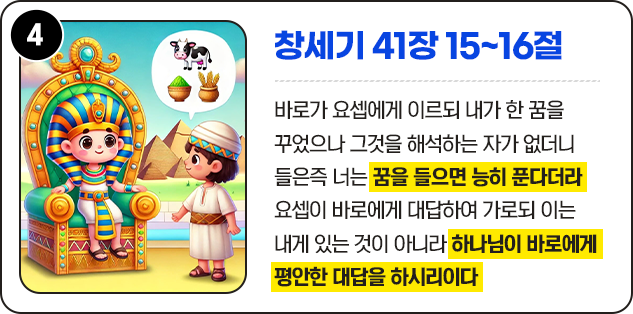 4
창세기 41장 15~16절
바로가 요셉에게 이르되 내가 한 꿈을
꾸었으나 그것을 해석하는 자가 없더니
들은즉 너는 꿈을 들으면 능히 푼다더라
요셉이 바로에게 대답하여 가로되 이는
내게 있는 것이 아니라 하나님이 바로에게
평안한 대답을 하시리이다